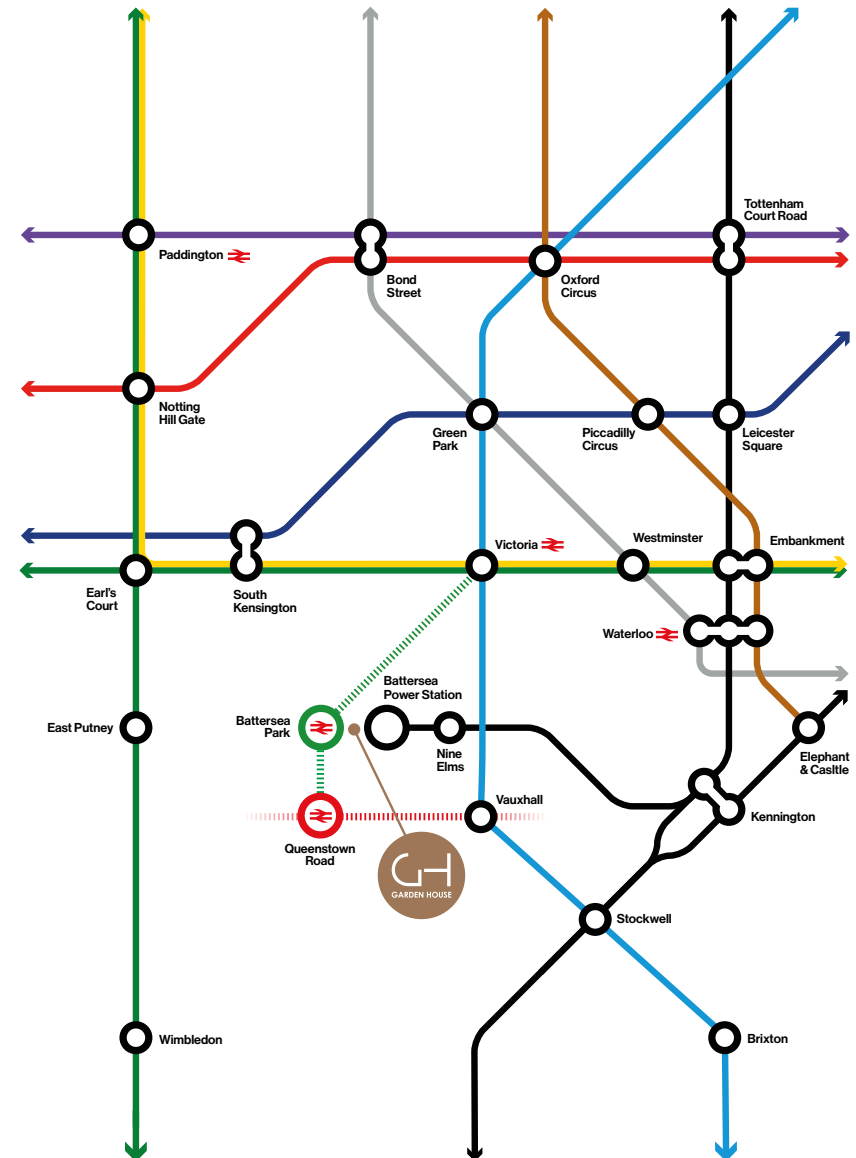 Tottenham
Court Road
Paddington
Bond
Street
Oxford
Circus
Notting
Hill Gate
Green
Park
Piccadilly
Circus
Leicester
Square
Victoria
Westminster
Embankment
Earl's
Court
South
Kensington
Waterloo
Battersea
Power Station
Battersea
Park
East Putney
Nine
Elms
Elephant
& Casltle
Vauxhall
Kennington
Queenstown
Road
GH
GARDEN HOUSE
Stockwell
Wimbledon
Brixton